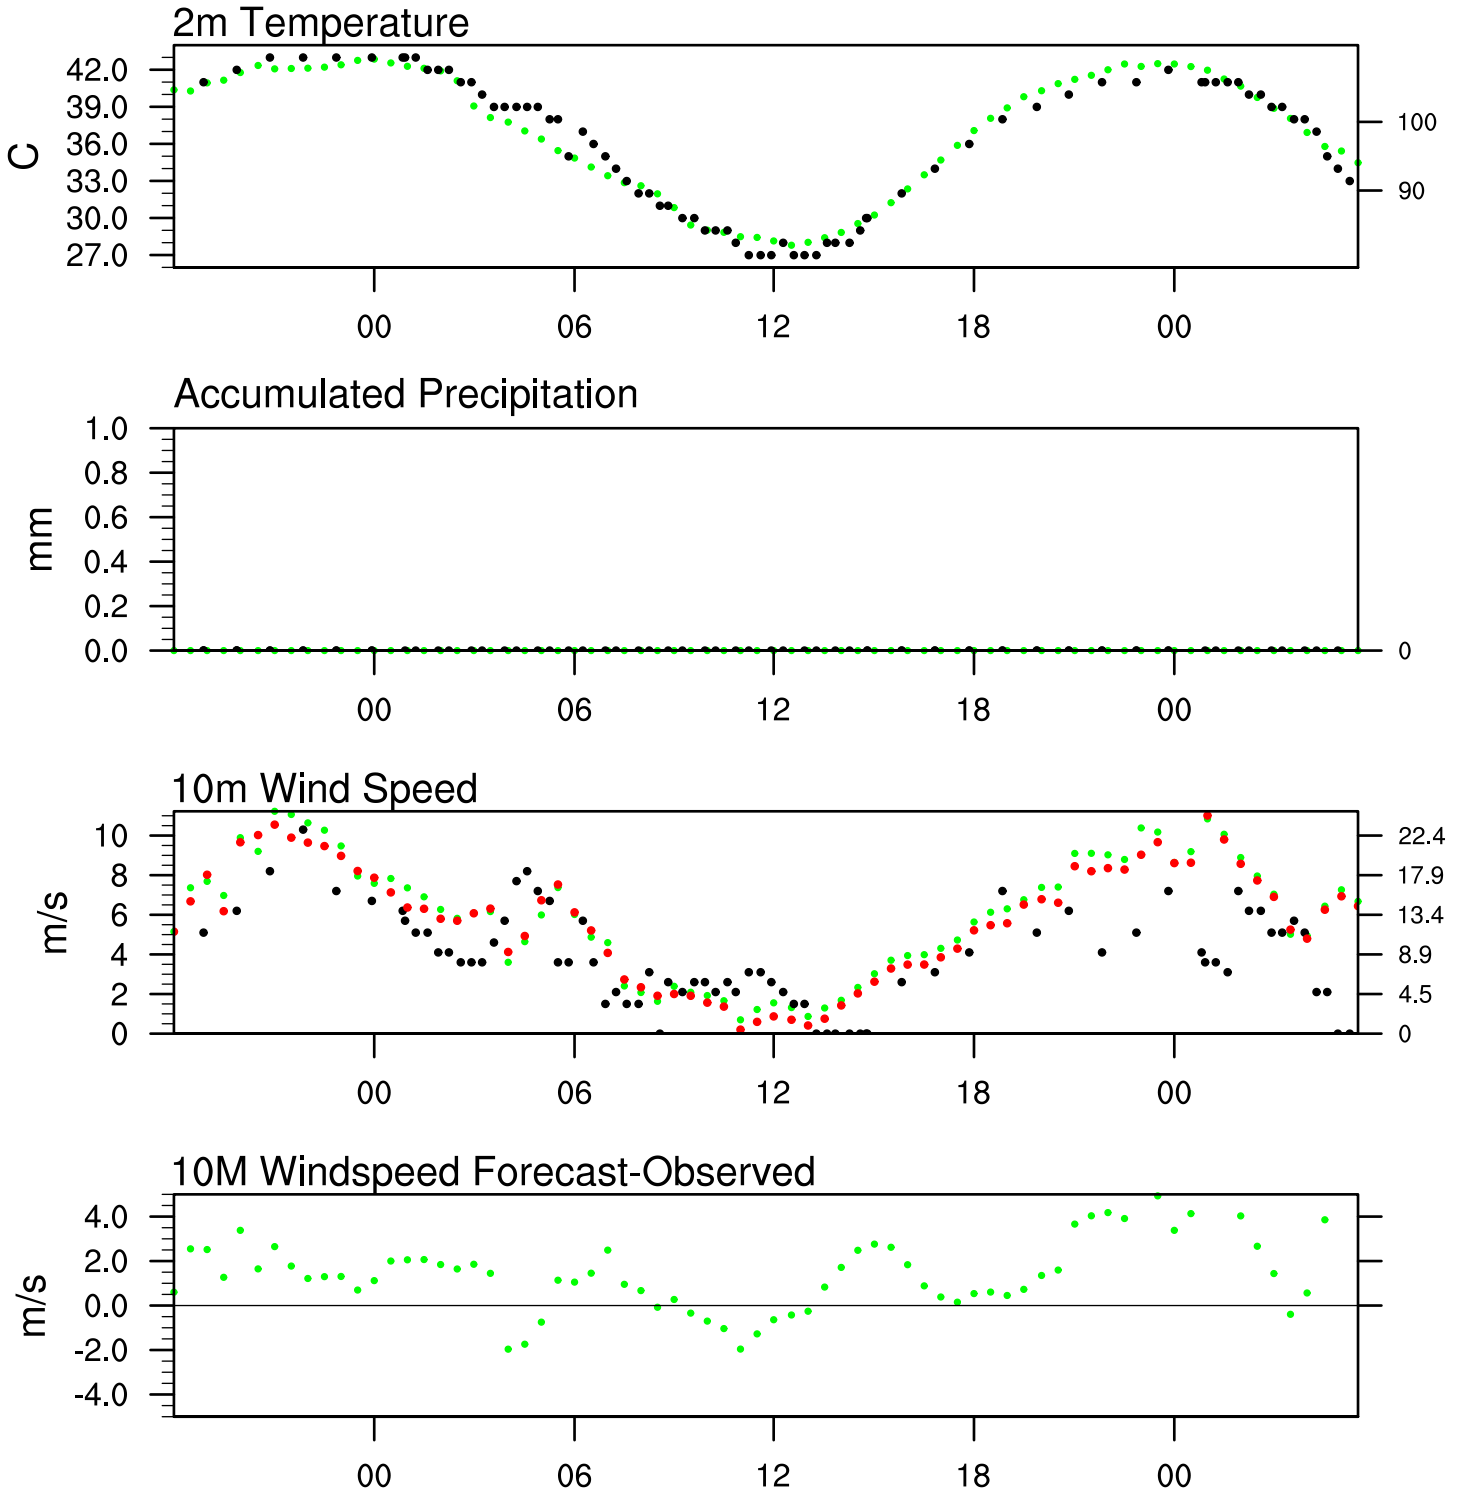 2m Temperature
C
42.0
39.0
36.0
33.0
30.0
27.0
100
90
00 06 12 18 00
Accumulated Precipitation
mm
1.0
0.8
0.6
0.4
0.2
0.0
0
00 06 12 18 00
10m Wind Speed
m/s
10
8
6
4
2
0
22.4
17.9
13.4
8.9
4.5
0
00 06 12 18 00
10M Windspeed Forecast-Observed
m/s
4.0
2.0
0.0
-2.0
-4.0
00 06 12 18 00